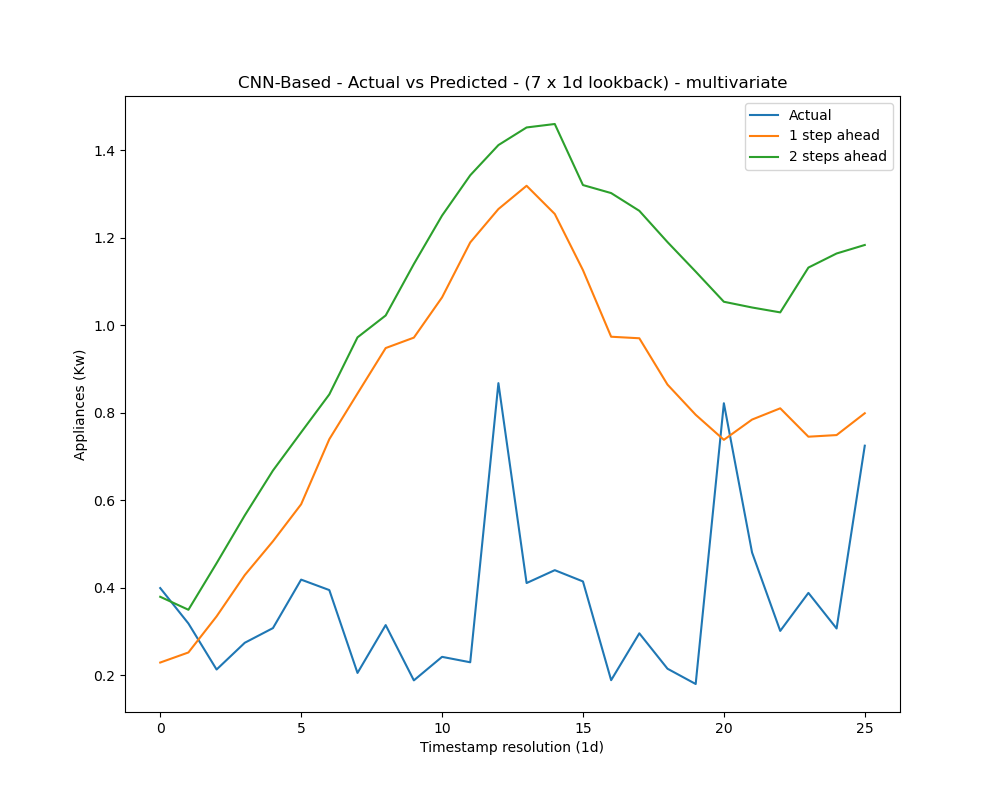 CNN-Based - Actual vs Predicted - (7 x 1d lookback) - multivariate
Actual
1 step ahead
2 steps ahead
Appliances (Kw)
1.4
1.2
1.0
0.8
0.6
0.4
0.2
0 5 10 15 20 25
Timestamp resolution (1d)